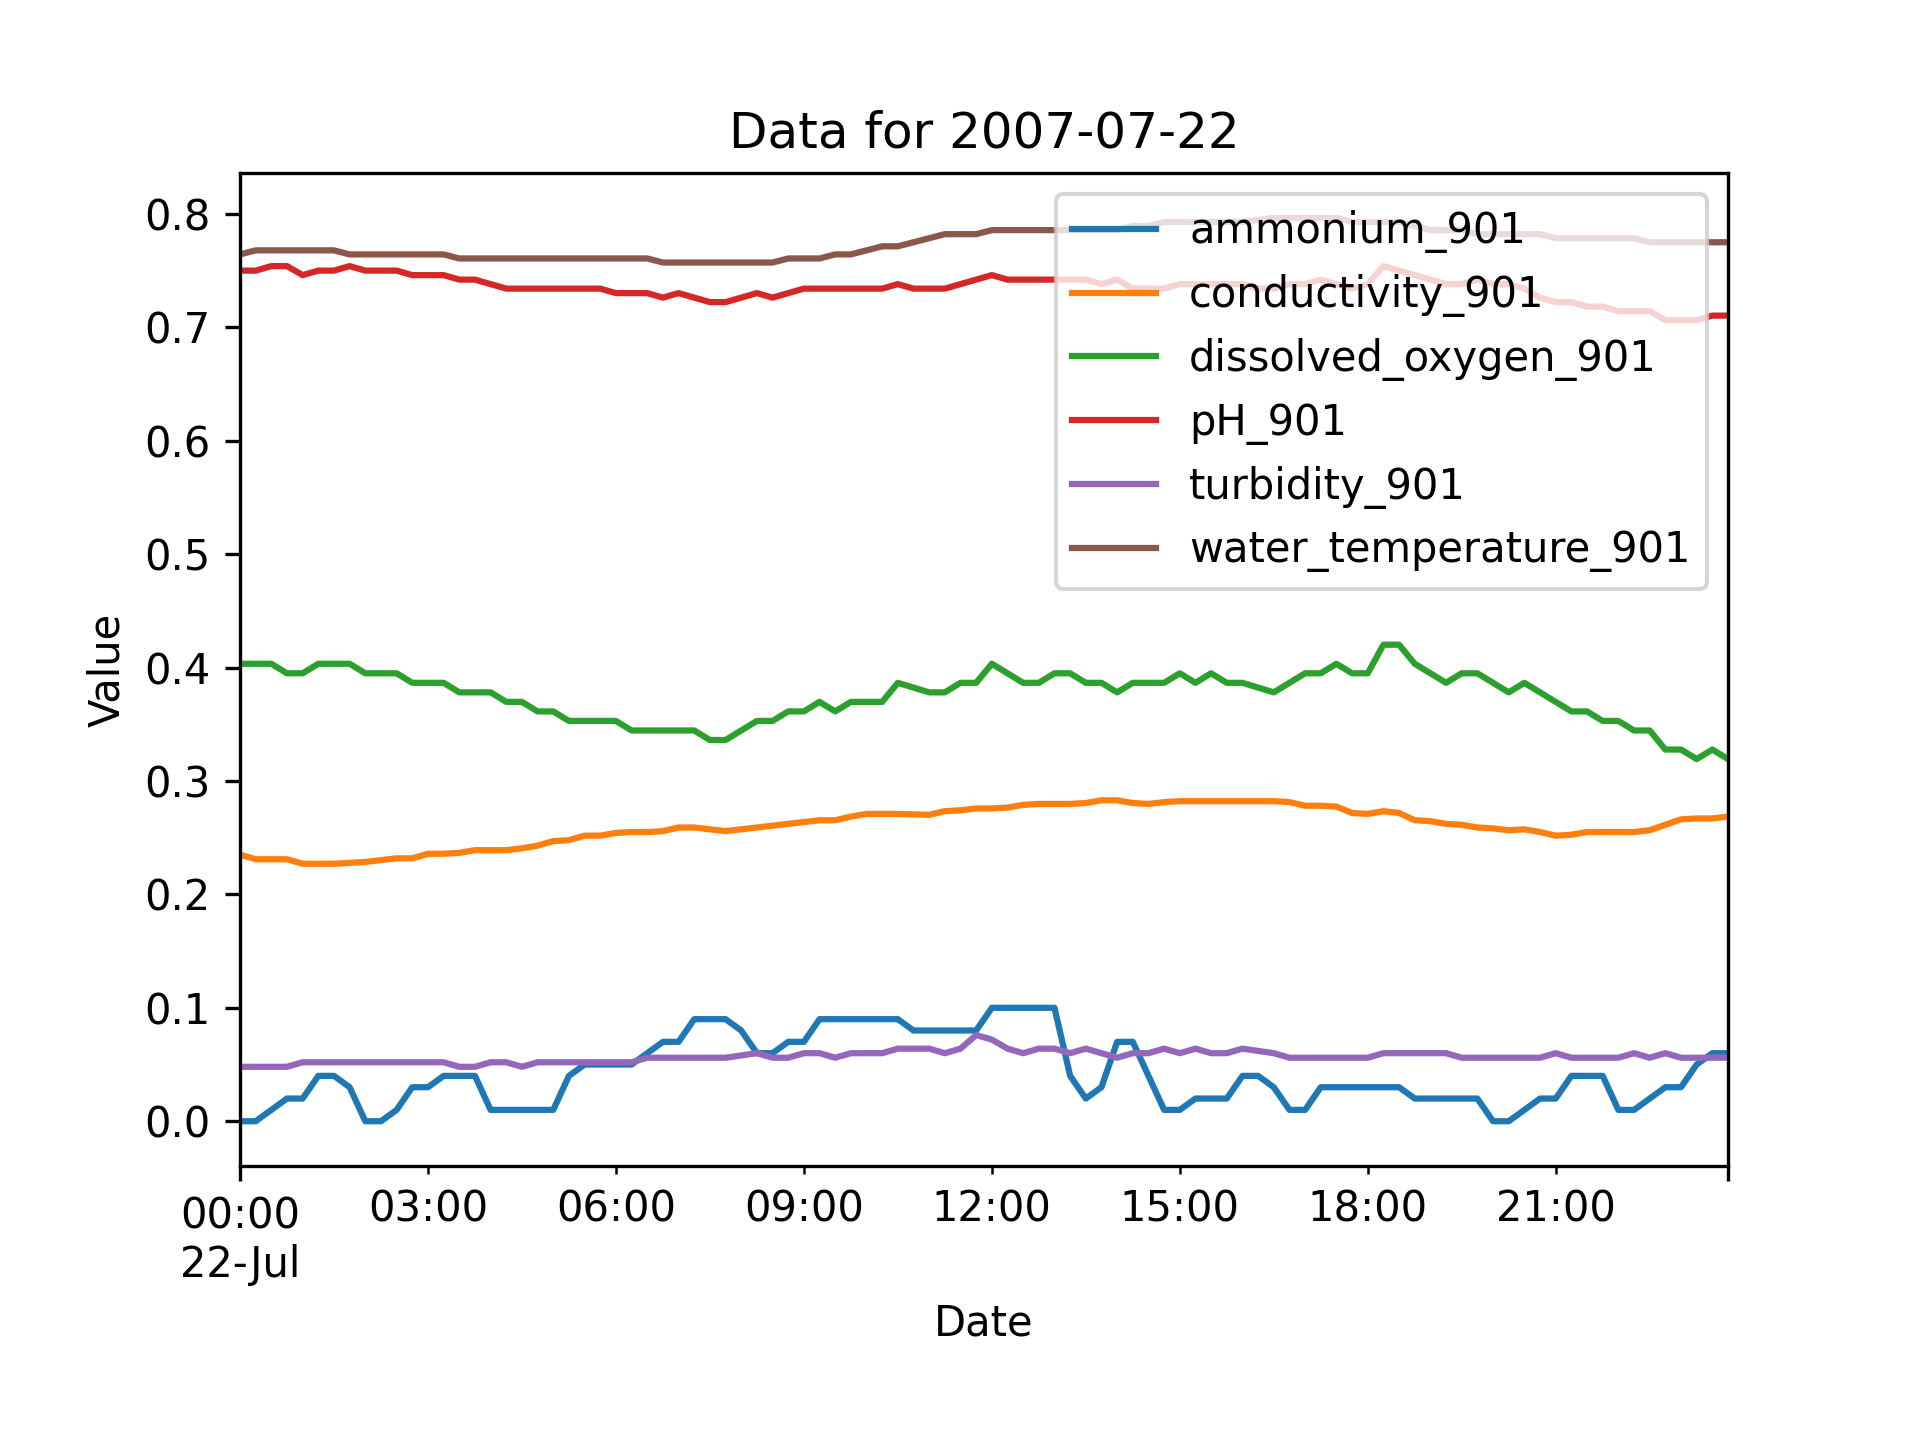 Data for 2007-07-22
ammonium_901
conductivity_901
dissolved_oxygen_901
pH_901
turbidity_901
water_temperature_901
Value
0.8
0.7
0.6
0.5
0.4
0.3
0.2
0.1
0.0
00:00 03:00 06:00 09:00 12:00 15:00 18:00 21:00
22-Jul
Date